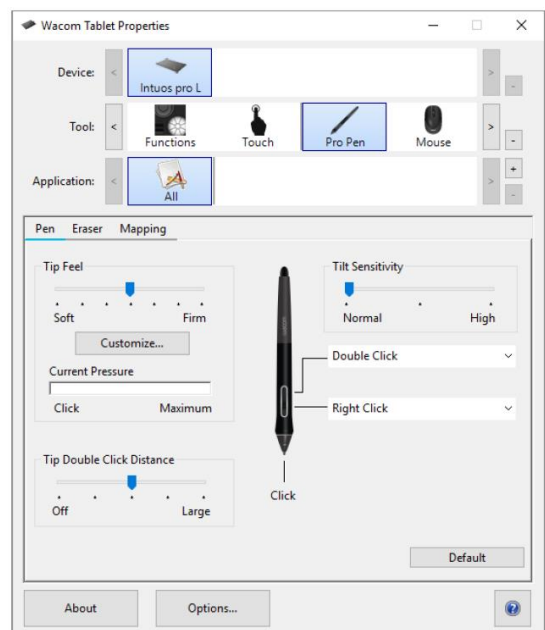 Wacom Tablet Properties
Device:
Intuos pro L
Tool:
Functions
Touch
Pro Pen
Mouse
Application:
All
Pen Eraser Mapping
Tip Feel
Soft Firm
Customize...
Current Pressure
Click Maximum
Tip Double Click Distance
Off Large
Click
Tilt Sensitivity
Normal High
Double Click
Right Click
Default
About
Options...